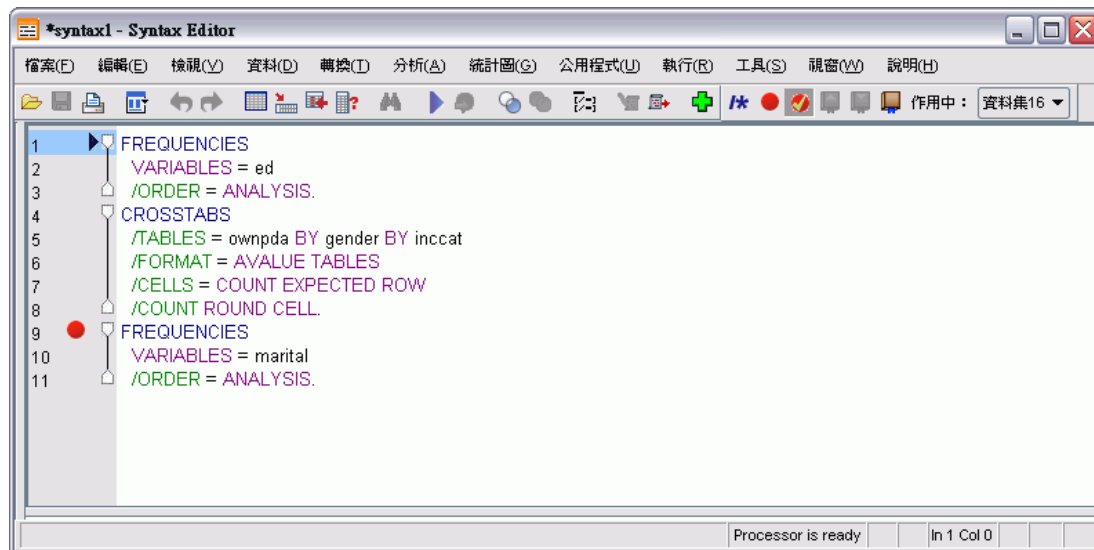 *syntax1 - Syntax Editor
檔案(F) 編輯(E) 檢視(V) 資料(D) 轉換(T) 分析(A) 統計圖(G) 公用程式(U) 執行(R) 工具(S) 視窗(W) 說明(H)
作用中： 資料集16
1 FREQUENCIES
2 VARIABLES = ed
3 /ORDER = ANALYSIS.
4 CROSSTABS
5 /TABLES = ownpda BY gender BY inccat
6 /FORMAT = AVALUE TABLES
7 /CELLS = COUNT EXPECTED ROW
8 /COUNT ROUND CELL.
9 FREQUENCIES
10 VARIABLES = marital
11 /ORDER = ANALYSIS.
Processor is ready In 1 Col 0